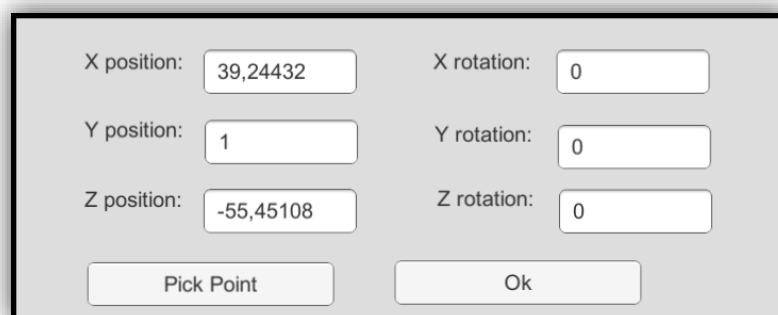 X position: 39,24432 X rotation: 0
Y position: 1 Y rotation: 0
Z position: -55,45108 Z rotation: 0
Pick Point Ok